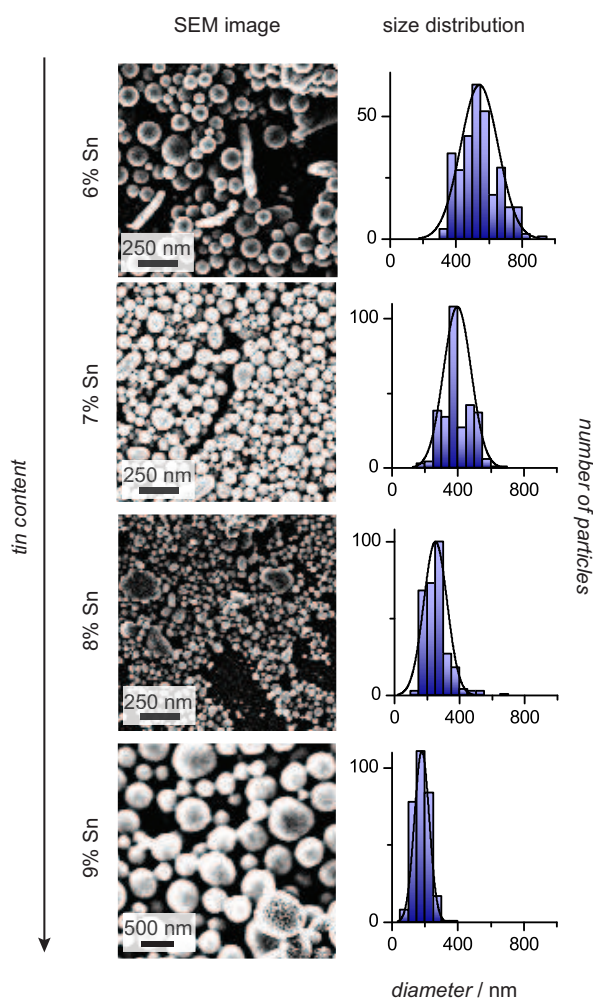 SEM image
size distribution
tin content
6% Sn
250 nm
50
0
0
400
800
7% Sn
250 nm
100
0
0
400
800
number of particles
8% Sn
250 nm
100
0
0
400
800
9% Sn
500 nm
100
0
0
400
800
diameter / nm